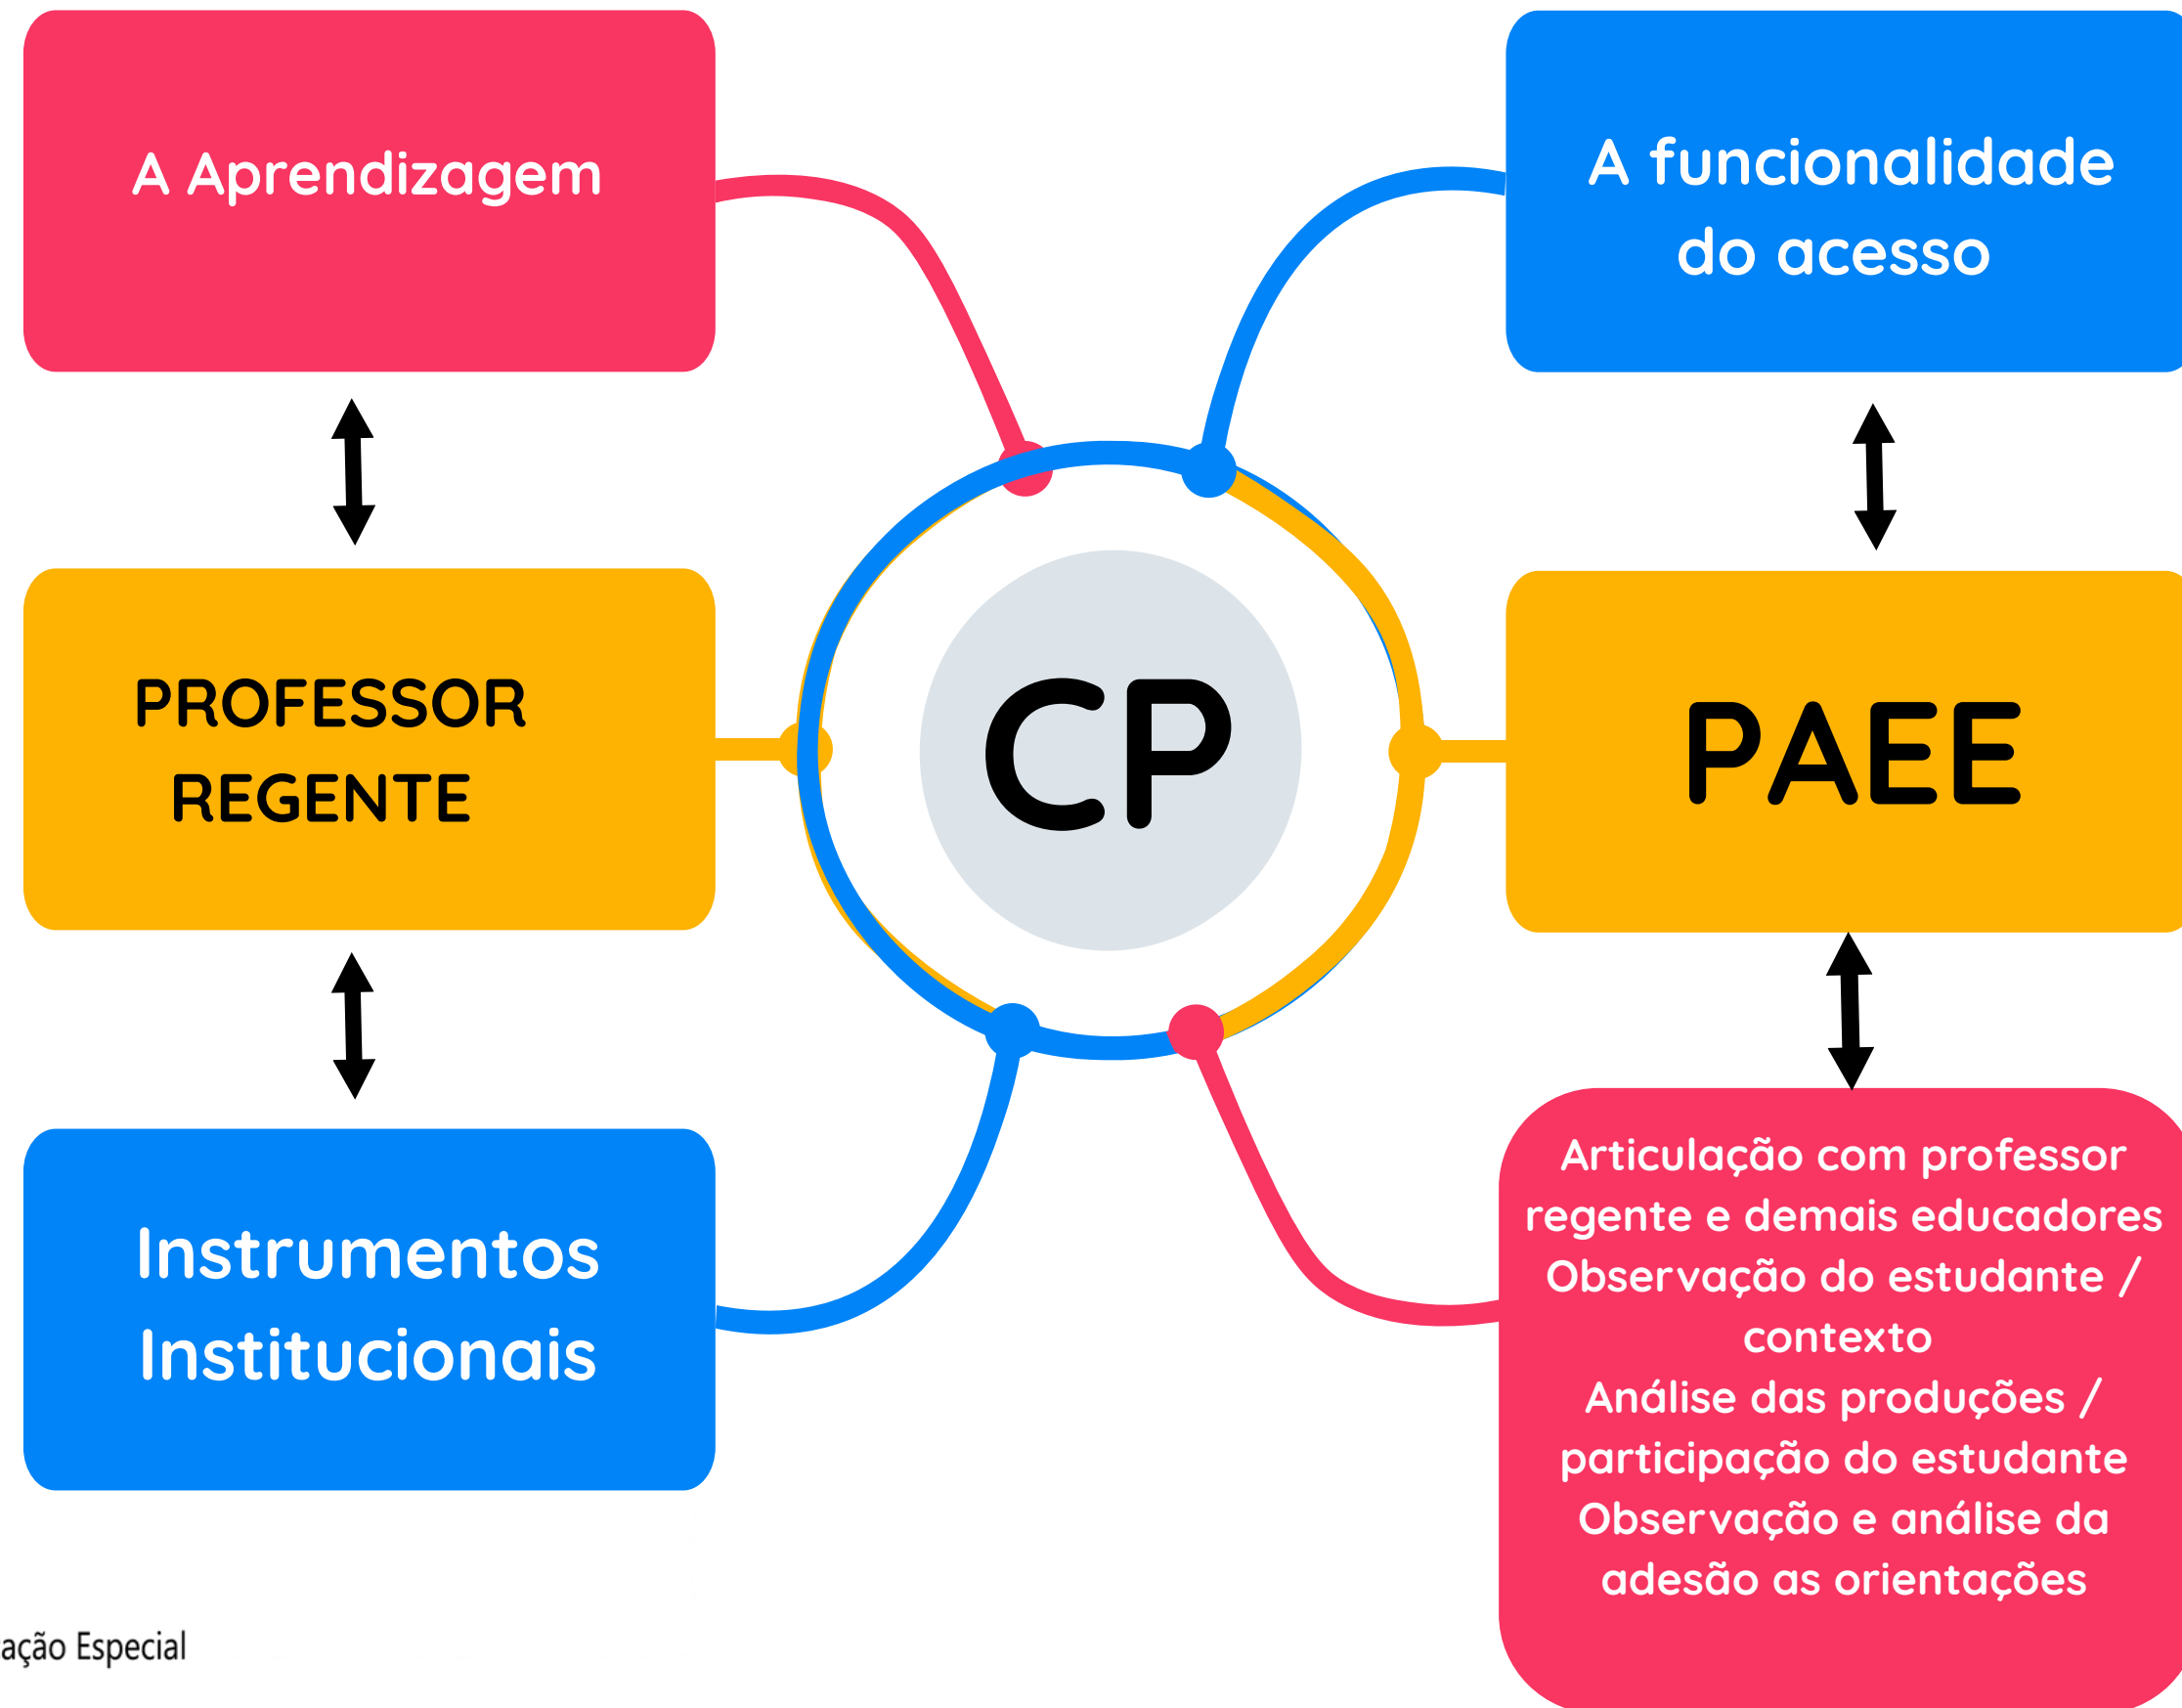 A Aprendizagem
PROFESSOR
REGENTE
Instrumentos
Institucionais
CP
A funcionalidade
do acesso
PAEE
Articulação com professor
regente e demais educadores
Observação do estudante /
contexto
Análise das produções /
participação do estudante
Observação e análise da
adesão as orientações
ação Especial